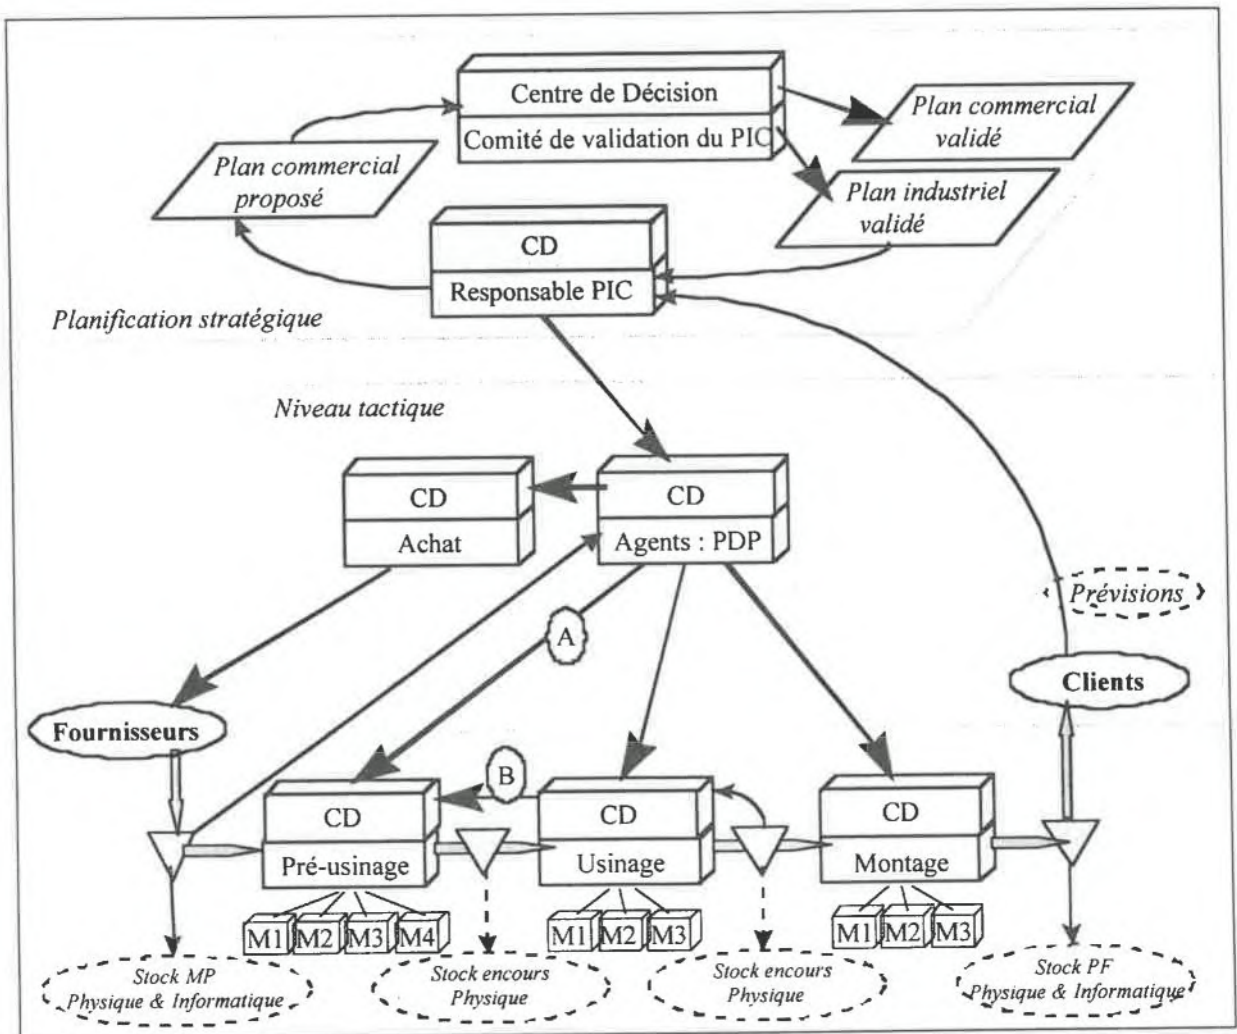 Centre de Décision
Comité de validation du PIC
Plan commercial
validé
Plan commercial
proposé
Plan industriel
validé
CD
Responsable PIC
Planification stratégique
Niveau tactique
CD
Achat
CD
Agents : PDP
Prévisions
A
Clients
Fournisseurs
B
CD
Pré-usinage
CD
Usinage
CD
Montage
M1 M2 M3 M4
M1 M2 M3
M1 M2 M3
Stock MP
Physique & Informatique
Stock encours
Physique
Stock encours
Physique
Stock PF
Physique & Informatique